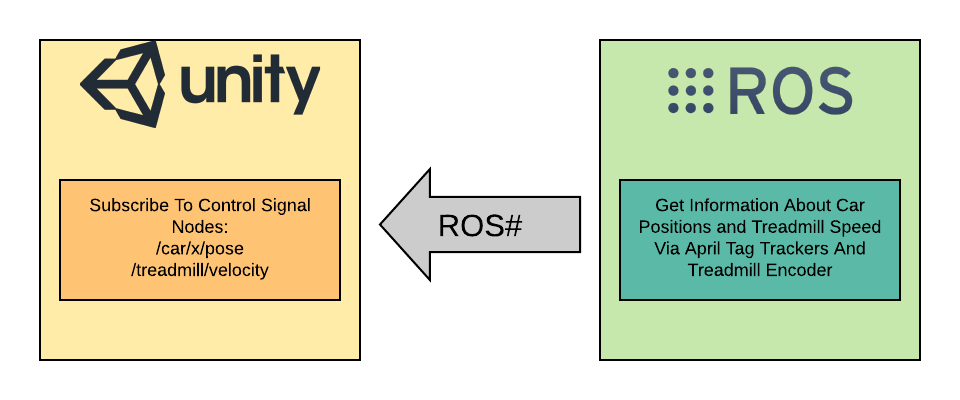 unity
Subscribe To Control Signal
Nodes:
/car/x/pose
/treadmill/velocity
ROS#
ROS
Get Information About Car
Positions and Treadmill Speed
Via April Tag Trackers And
Treadmill Encoder